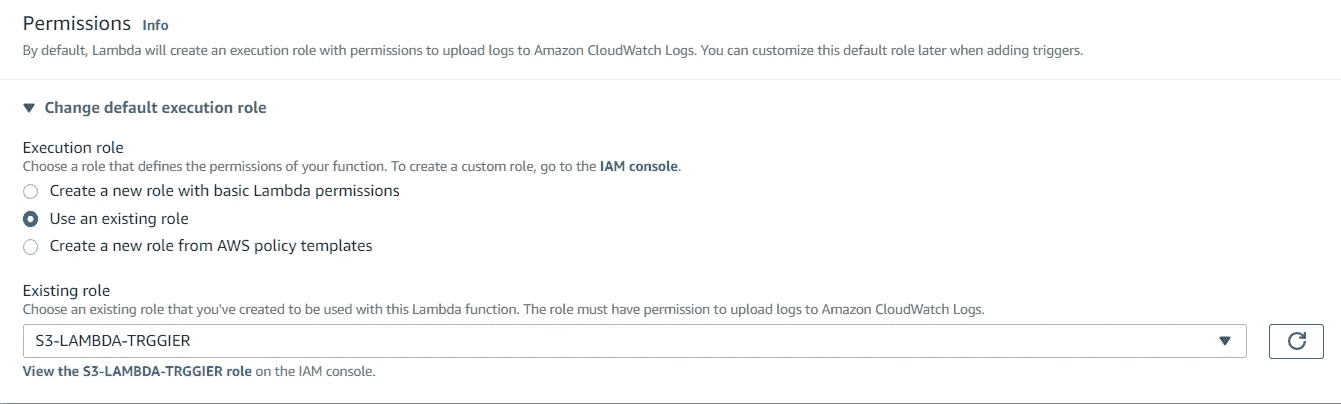 Permissions Info
By default, Lambda will create an execution role with permissions to upload logs to Amazon CloudWatch Logs. You can customize this default role later when adding triggers.
Change default execution role
Execution role
Choose a role that defines the permissions of your function. To create a custom role, go to the IAM console.
Create a new role with basic Lambda permissions
Use an existing role
Create a new role from AWS policy templates
Existing role
Choose an existing role that you've created to be used with this Lambda function. The role must have permission to upload logs to Amazon CloudWatch Logs.
S3-LAMBDA-TRGGIER
View the S3-LAMBDA-TRGGIER role on the IAM console.